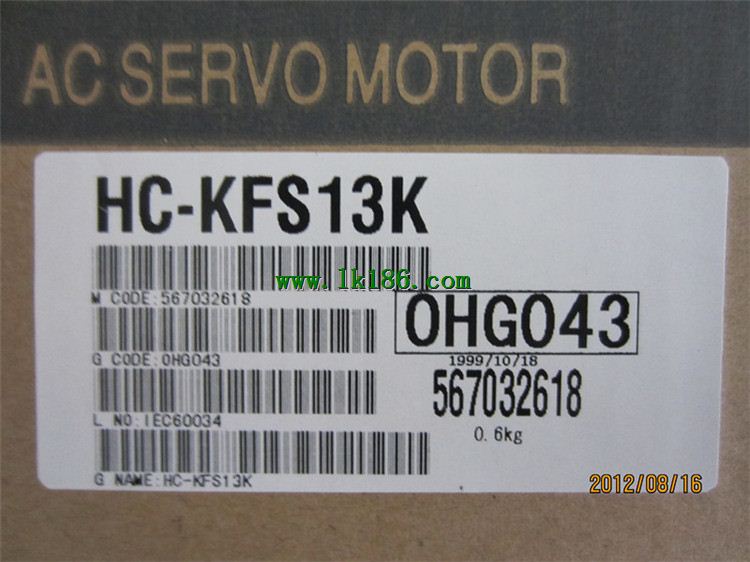 AC SERVO MOTOR
HC-KFS13K
www.1ki86.com
M CODE:567032618
0HG043
G CODE:0HG043
1999/10/18
567032618
L NO:IEC60034
0.6kg
G NAME:HC-KFS13K
2012/08/16